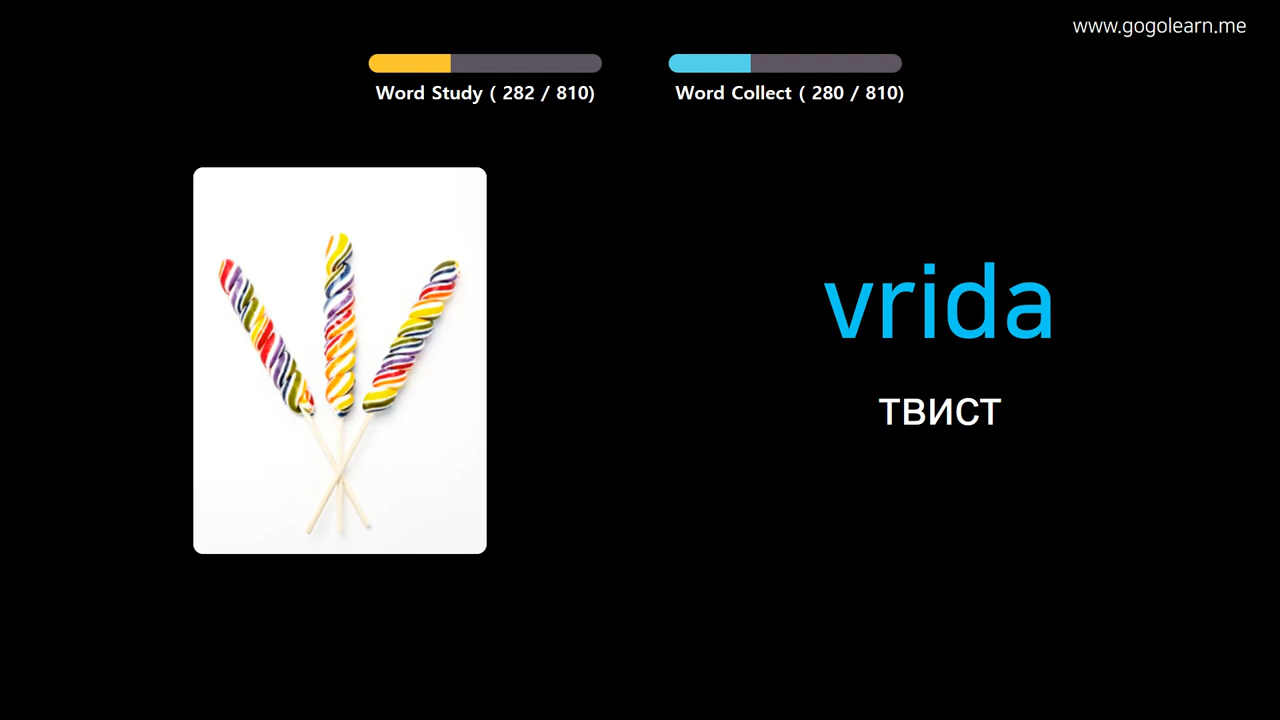 www.gogolearn.me
Word Study ( 282 / 810)
Word Collect ( 280 / 810)
vrida
твист